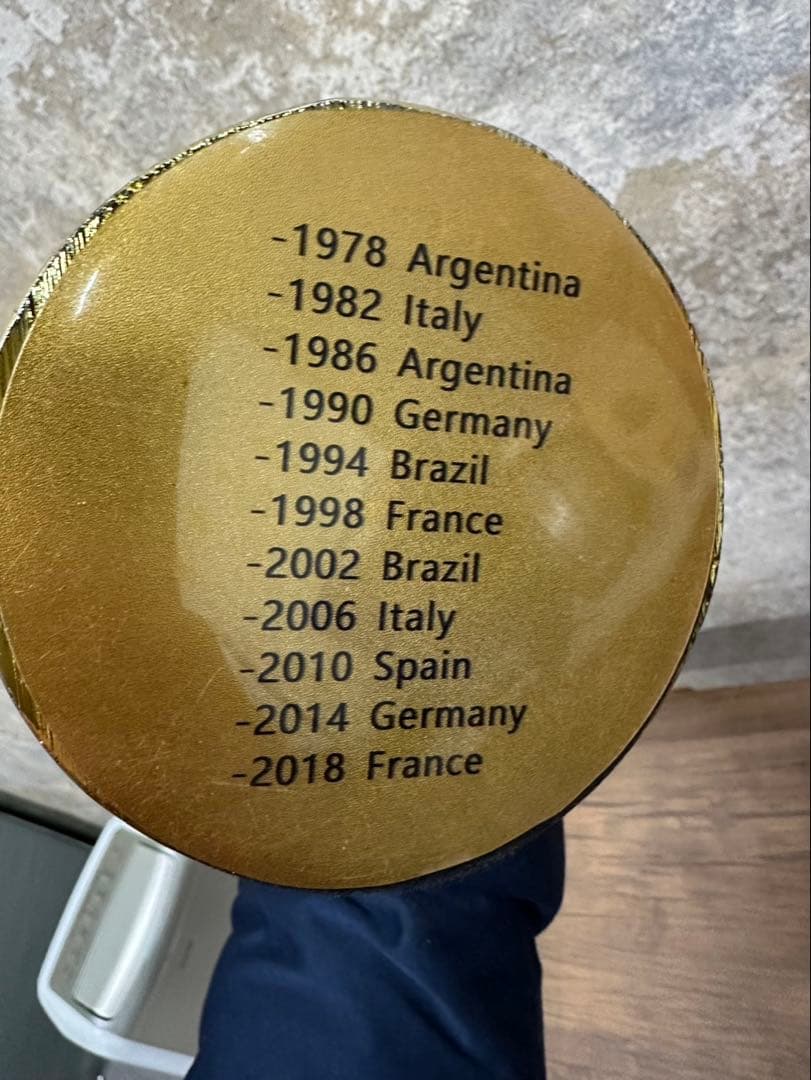 -1978 Argentina
-1982 Italy
-1986 Argentina
-1990 Germany
-1994 Brazil
-1998 France
-2002 Brazil
-2006 Italy
-2010 Spain
-2014 Germany
-2018 France